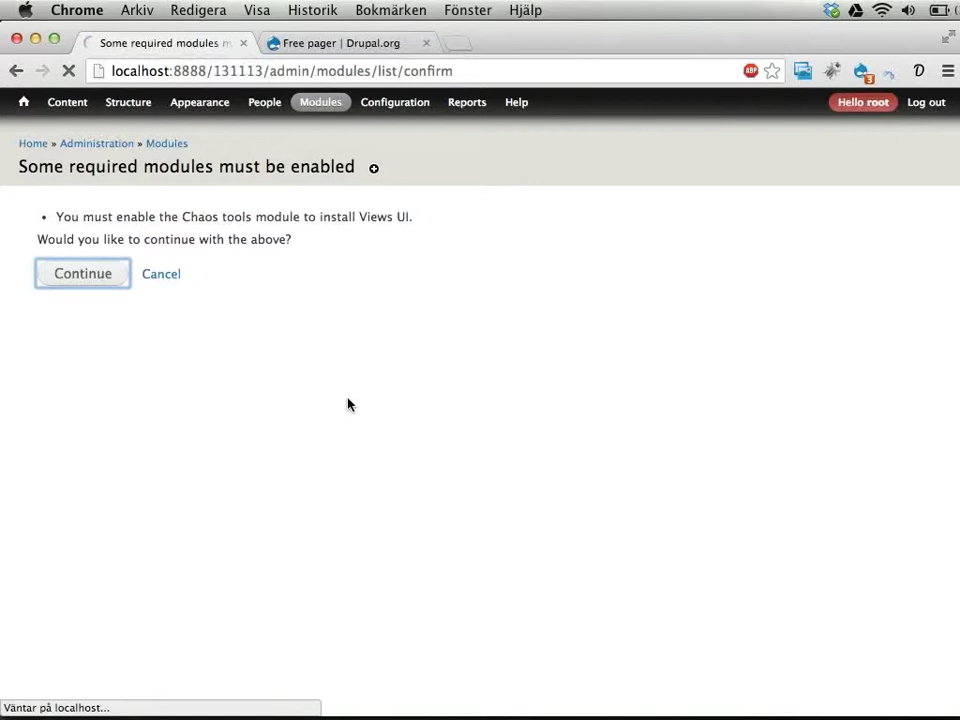 Chrome Arkiv Redigera Visa Historik Bokmärken Fönster Hjälp
Some required modules m Free pager | Drupal.org
localhost:8888/131113/admin/modules/list/confirm ABP 3 D
Content Structure Appearance People Modules Configuration Reports Help Hello root Log out
Home » Administration » Modules
Some required modules must be enabled
• You must enable the Chaos tools module to install Views UI.
Would you like to continue with the above?
Continue Cancel
Väntar på localhost...